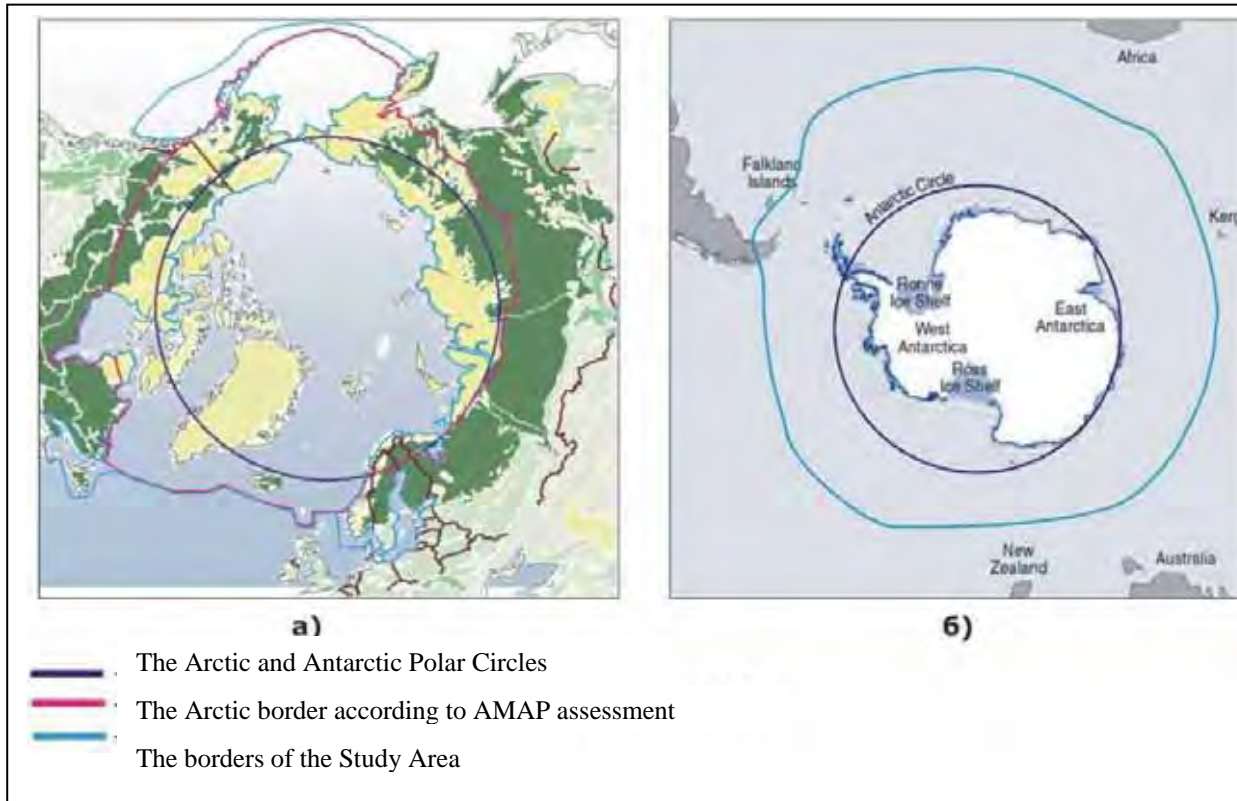 Africa
Falkland
Islands
Antarctic Circle
Kerg
Ronne
Ice Shelf
East
Antarctica
West
Antarctica
Ross
Ice Shelf
New
Zealand
Australia
а)
б)
The Arctic and Antarctic Polar Circles
The Arctic border according to AMAP assessment
The borders of the Study Area